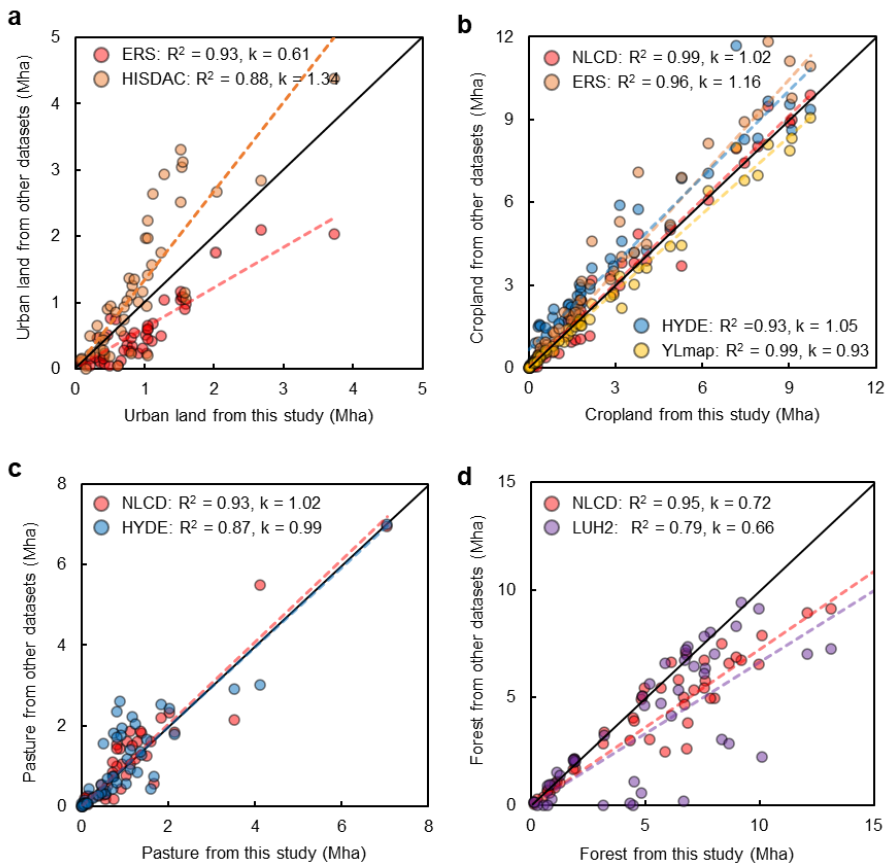 a
ERS: R² = 0.93, k = 0.61
HISDAC: R² = 0.88, k = 1.34
Urban land from other datasets (Mha)
5
4
3
2
1
0
0 1 2 3 4 5
Urban land from this study (Mha)
b
NLCD: R² = 0.99, k = 1.02
ERS: R² = 0.96, k = 1.16
HYDE: R² =0.93, k = 1.05
YLmap: R² = 0.99, k = 0.93
Cropland from other datasets (Mha)
12
9
6
3
0
0 3 6 9 12
Cropland from this study (Mha)
c
NLCD: R² = 0.93, k = 1.02
HYDE: R² = 0.87, k = 0.99
Pasture from other datasets (Mha)
8
6
4
2
0
0 2 4 6 8
Pasture from this study (Mha)
d
NLCD: R² = 0.95, k = 0.72
LUH2: R² = 0.79, k = 0.66
Forest from other datasets (Mha)
15
10
5
0
0 5 10 15
Forest from this study (Mha)